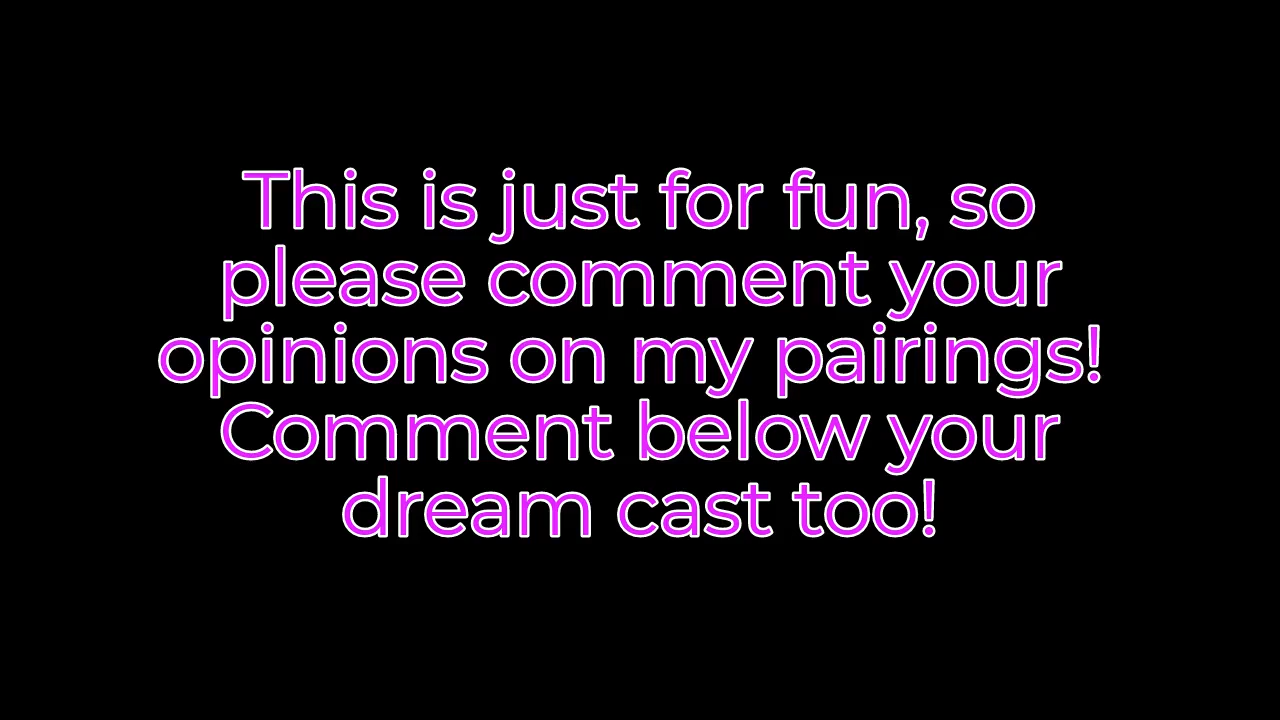 This is just for fun, so
please comment your
opinions on my pairings!
Comment below your
dream cast too!